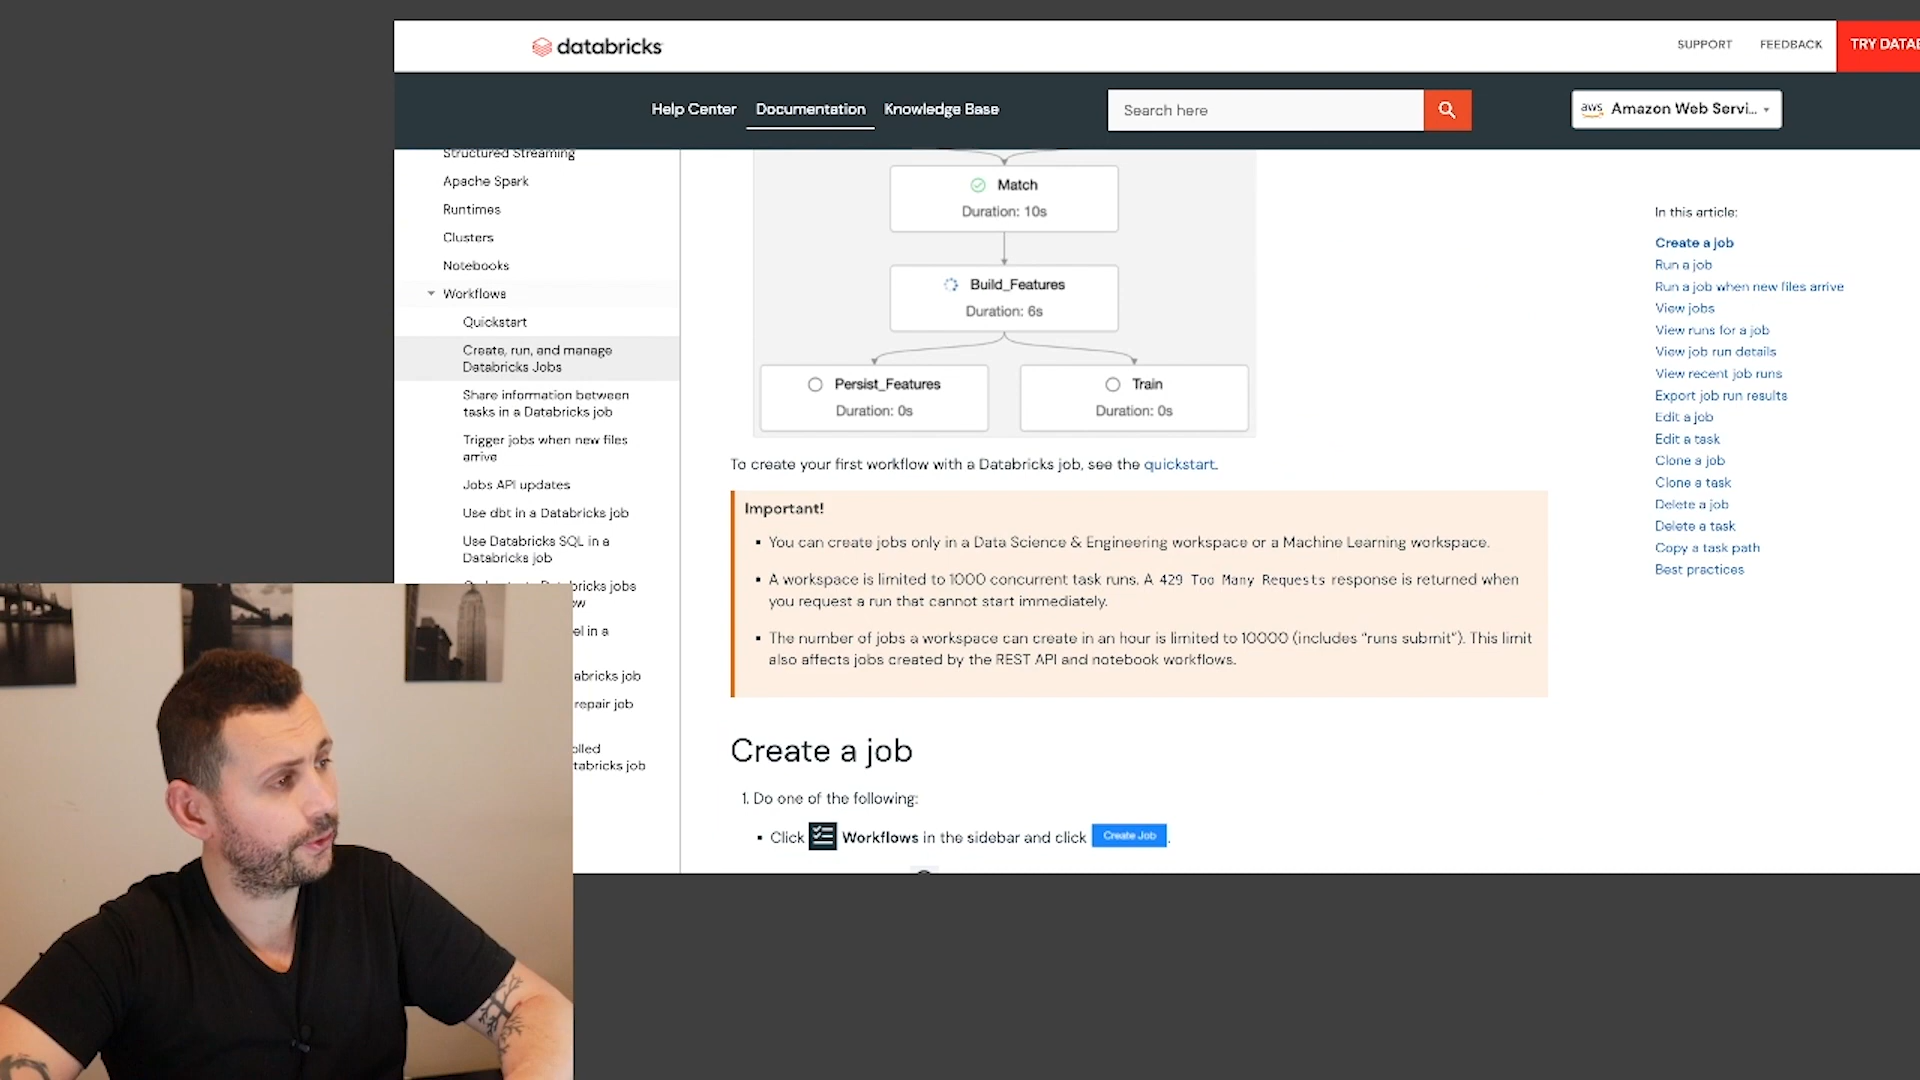 databricks
SUPPORT
FEEDBACK
TRY
Help Center
Documentation
Knowledge Base
Search here
aws Amazon Web Servi...
Structured Streaming
Apache Spark
Runtimes
Clusters
Notebooks
Workflows
Quickstart
Create, run, and manage
Databricks Jobs
Share information between
tasks in a Databricks job
Trigger jobs when new files
arrive
Jobs API updates
Use dbt in a Databricks job
Use Databricks SQL in a
Databricks job
repair job
Match
Duration: 10s
Build_Features
Duration: 6s
Persist_Features
Duration: 0s
Train
Duration: 0s
To create your first workflow with a Databricks job, see the quickstart.
Important!
▪ You can create jobs only in a Data Science & Engineering workspace or a Machine Learning workspace.
▪ A workspace is limited to 1000 concurrent task runs. A 429 Too Many Requests response is returned when
you request a run that cannot start immediately.
▪ The number of jobs a workspace can create in an hour is limited to 10000 (includes “runs submit”). This limit
also affects jobs created by the REST API and notebook workflows.
Create a job
1. Do one of the following:
▪ Click Workflows in the sidebar and click Create Job.
In this article:
Create a job
Run a job
Run a job when new files arrive
View jobs
View runs for a job
View job run details
View recent job runs
Export job run results
Edit a job
Edit a task
Clone a job
Clone a task
Delete a job
Delete a task
Copy a task path
Best practices